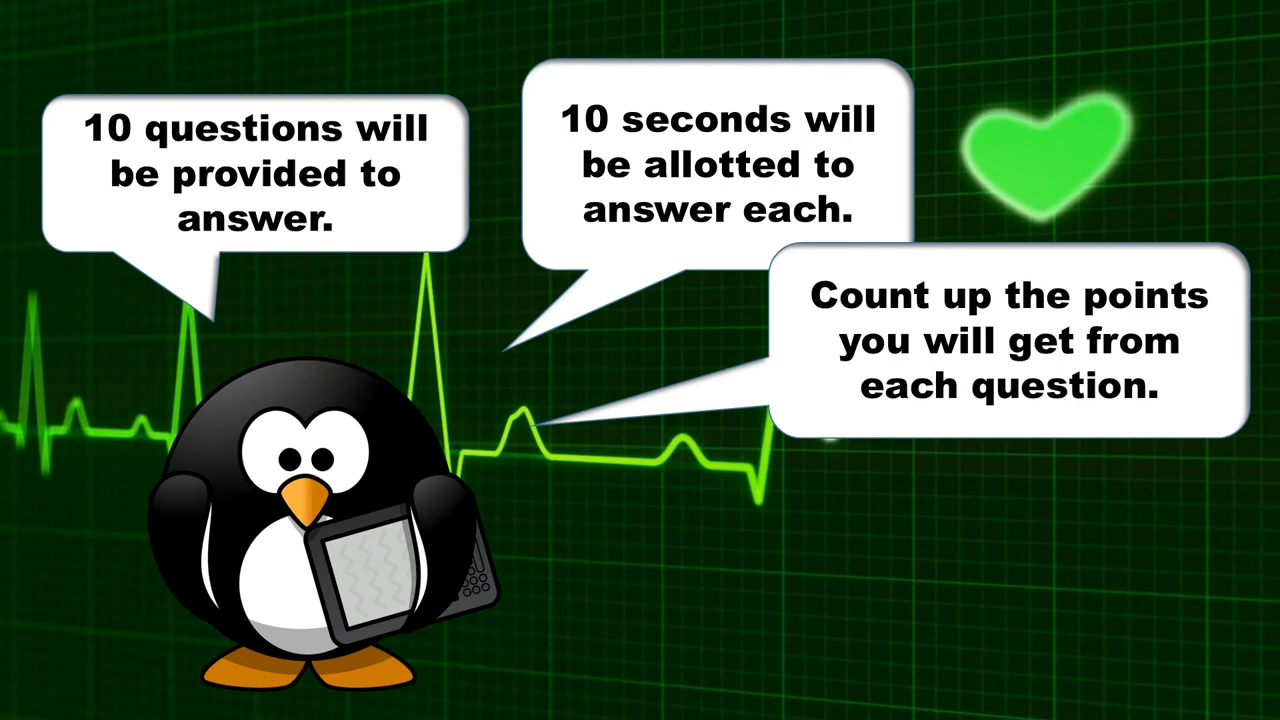 10 questions will
be provided to
answer.
10 seconds will
be allotted to
answer each.
Count up the points
you will get from
each question.